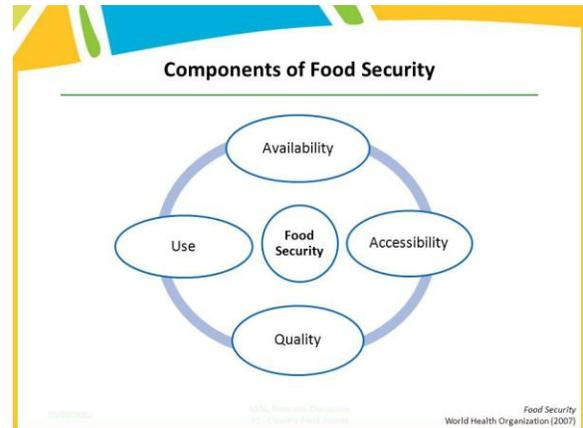 Components of Food Security
Availability
Use
Food
Security
Accessibility
Quality
Food Security
World Health Organization (2007)